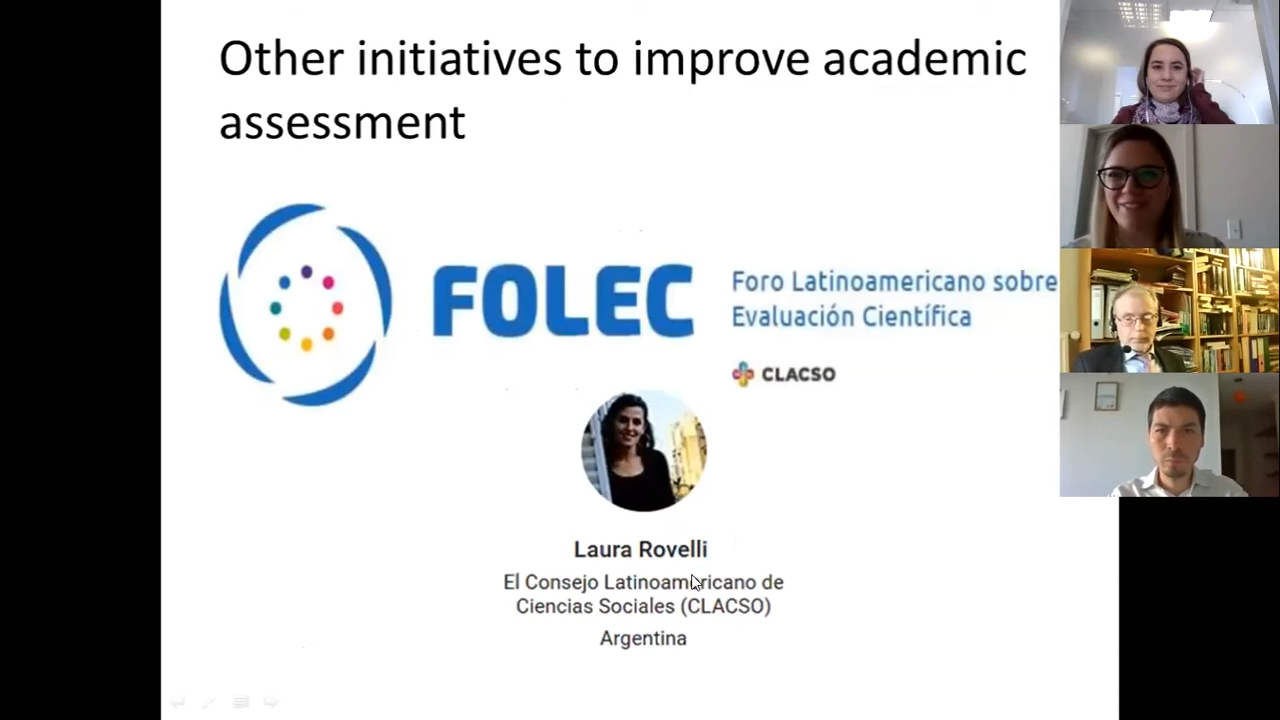 Other initiatives to improve academic
assessment
FOLEC
Foro Latinoamericano sobre
Evaluación Científica
CLACSO
Laura Rovelli
El Consejo Latinoamericano de
Ciencias Sociales (CLACSO)
Argentina